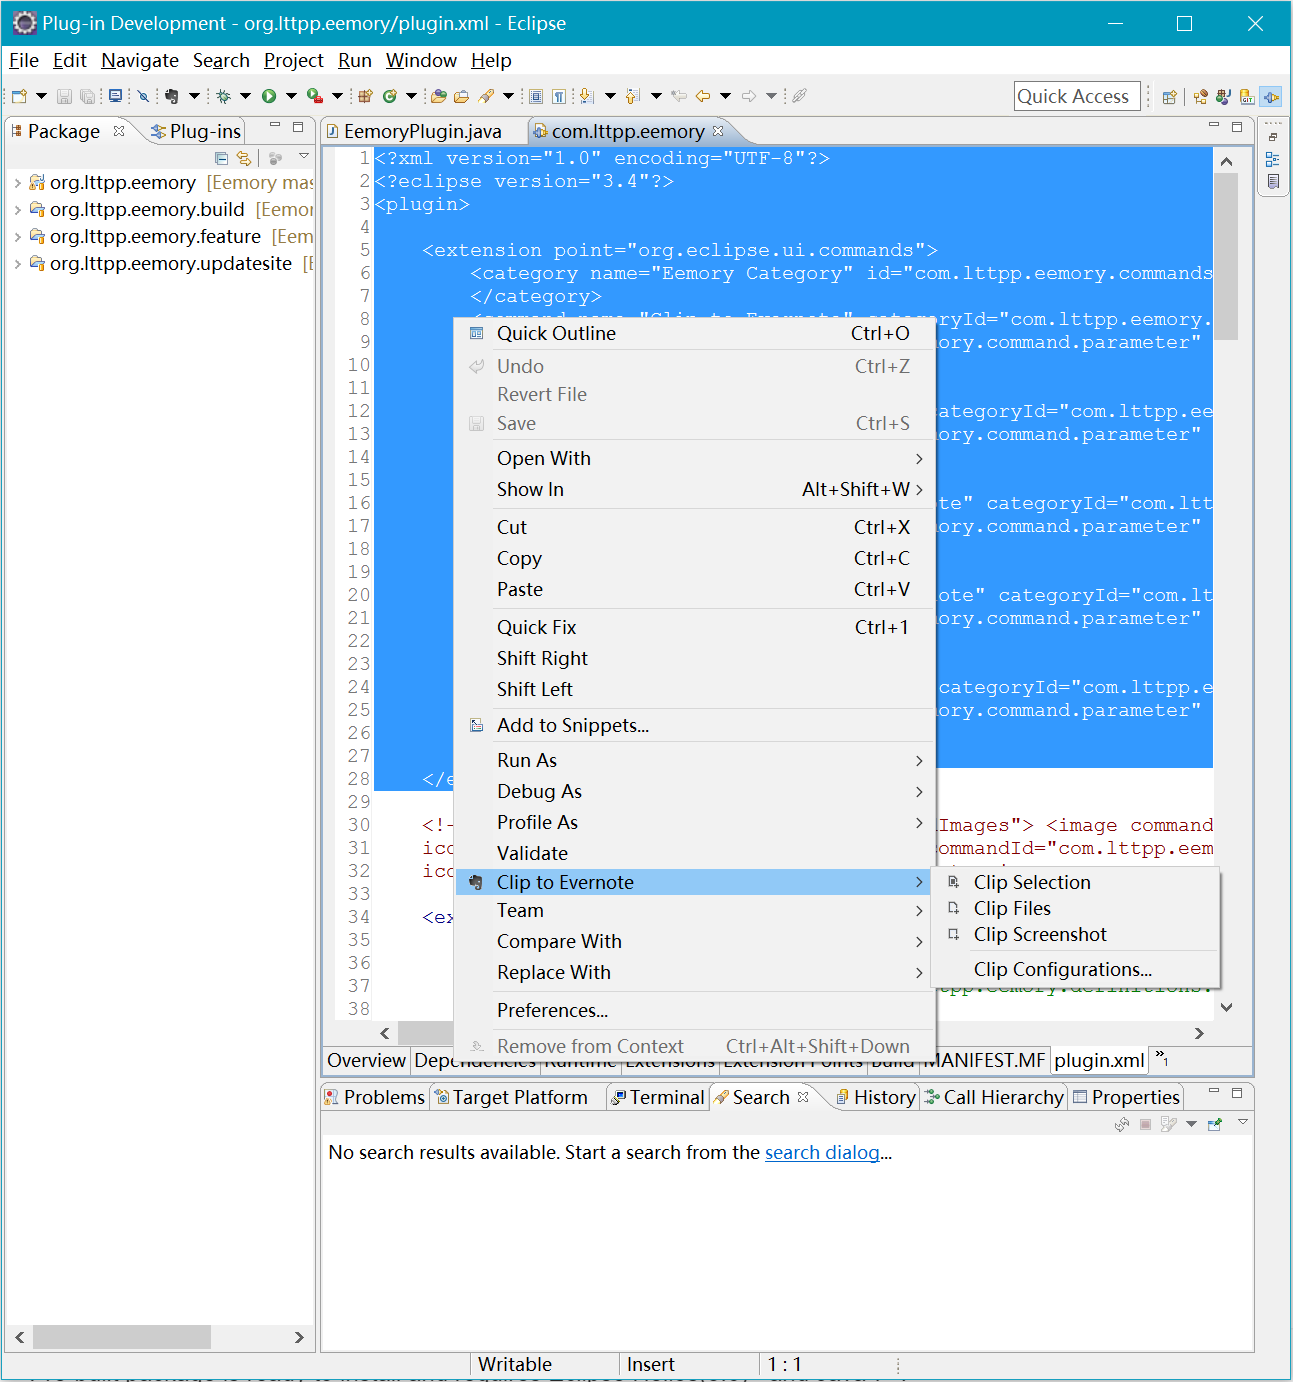 Plug-in Development - org.lttpp.eemory/plugin.xml - Eclipse
File Edit Navigate Search Project Run Window Help
Quick Access
Package Plug-ins
EemoryPlugin.java com.lttpp.eemory
org.lttpp.eemory [Eemory mas
org.lttpp.eemory.build [Eemor
org.lttpp.eemory.feature [Eem
org.lttpp.eemory.updatesite [E
1 <?xml version="1.0" encoding="UTF-8"?>
2 <?eclipse version="3.4"?>
3 <plugin>
4
5 <extension point="org.eclipse.ui.commands">
6 <category name="Eemory Category" id="com.lttpp.eemory.commands
7 </category>
8 <command name="Clip to Evernote" categoryId="com.lttpp.eemory.
9 ory.command.parameter"
10
11
12 ategoryId="com.lttpp.ee
13 ory.command.parameter"
14
15
16 te" categoryId="com.ltt
17 ory.command.parameter"
18
19
20 ote" categoryId="com.lt
21 ory.command.parameter"
22
23
24 categoryId="com.lttpp.e
25 ory.command.parameter"
26
27
28 </e
29
30 <!- Images"> <image command
31 ico ommandId="com.lttpp.eem
32 ico
33
34 <ex
35
36
37 tpp.eemory.definitions.
38
Quick Outline Ctrl+O
Undo Ctrl+Z
Revert File
Save Ctrl+S
Open With
Show In Alt+Shift+W
Cut Ctrl+X
Copy Ctrl+C
Paste Ctrl+V
Quick Fix Ctrl+1
Shift Right
Shift Left
Add to Snippets...
Run As
Debug As
Profile As
Validate
Clip to Evernote
Team
Compare With
Replace With
Preferences...
Remove from Context Ctrl+Alt+Shift+Down
Clip Selection
Clip Files
Clip Screenshot
Clip Configurations...
Overview Dependencies Runtime Extensions Extension Points Build MANIFEST.MF plugin.xml »1
Problems Target Platform Terminal Search History Call Hierarchy Properties
No search results available. Start a search from the search dialog...
Writable Insert 1 : 1